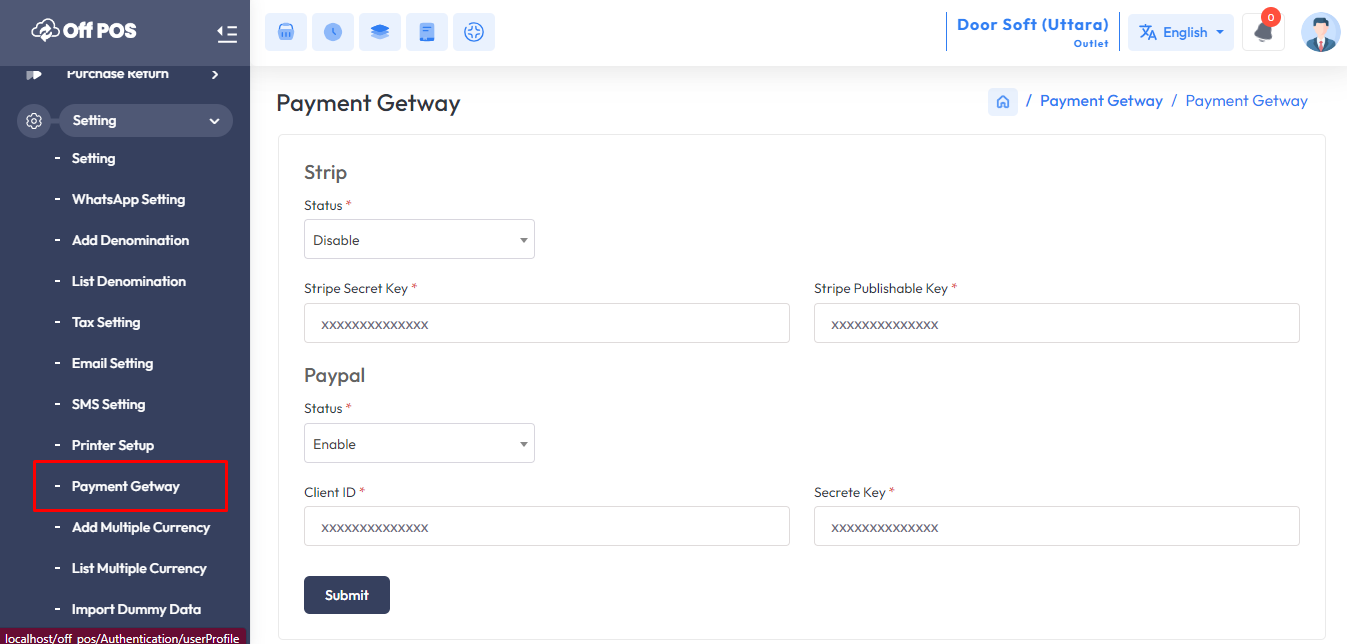 Off POS
Door Soft (Uttara)
Outlet
English
0
Purchase Return
Setting
Setting
WhatsApp Setting
Add Denomination
List Denomination
Tax Setting
Email Setting
SMS Setting
Printer Setup
Payment Getway
Add Multiple Currency
List Multiple Currency
Import Dummy Data
localhost/off_pos/Authentication/userProfile
Payment Getway
/ Payment Getway / Payment Getway
Strip
Status *
Disable
Stripe Secret Key *
Stripe Publishable Key *
xxxxxxxxxxxxxx
xxxxxxxxxxxxxx
Paypal
Status *
Enable
Client ID *
Secrete Key *
xxxxxxxxxxxxxx
xxxxxxxxxxxxxx
Submit